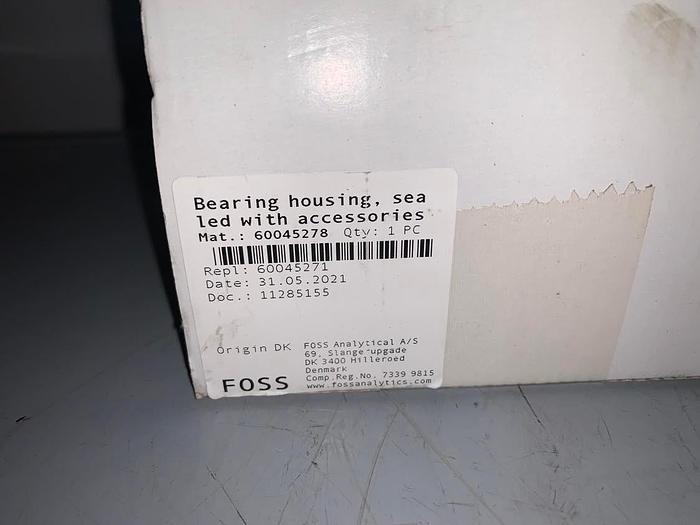 Bearing housing, sea
led with accessories
Mat.: 60045278 Qty: 1 PC
Repl: 60045271
Date: 31.05.2021
Doc.: 11285155
Origin DK
FOSS Analytical A/S
69, Slangerupgade
DK 3400 Hilleroed
Denmark
Comp.Reg.No. 7339 9815
www.fossanalytics.com
FOSS